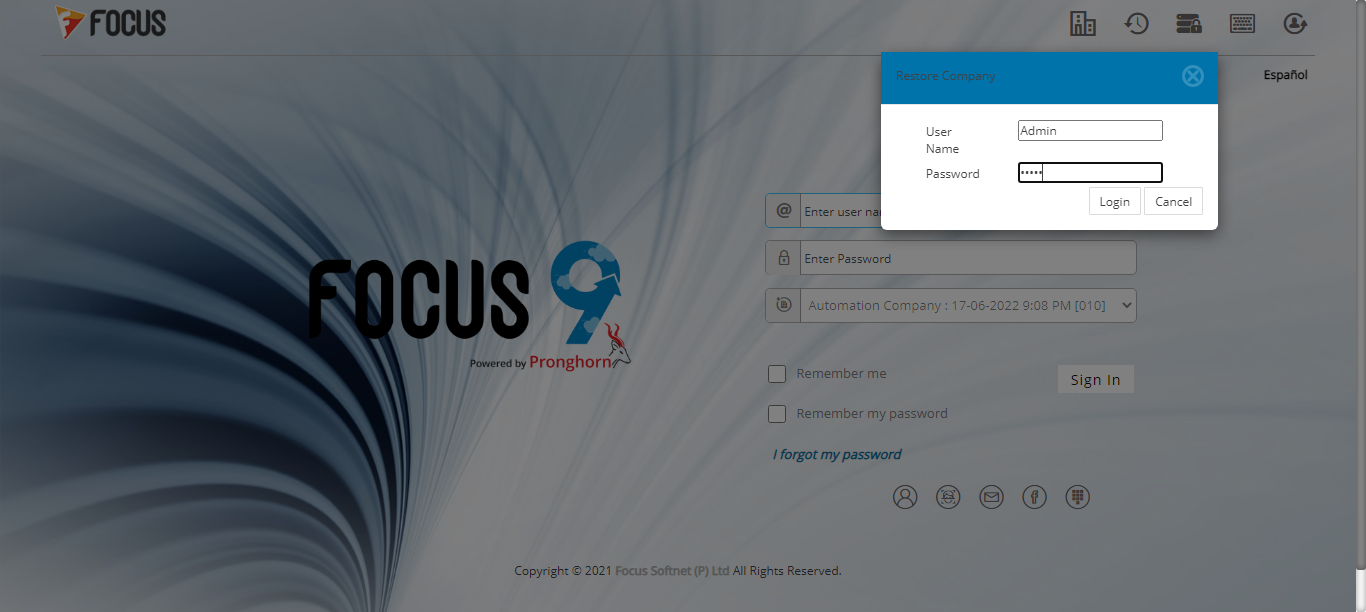 FOCUS
Restore Company
Español
User
Name
Admin
Password
•••••
Login
Cancel
Enter user nar
Enter Password
Automation Company : 17-06-2022 9:08 PM [010]
Remember me
Sign In
Remember my password
I forgot my password
FOCUS 9
Powered by Pronghorn
Copyright © 2021 Focus Softnet (P) Ltd All Rights Reserved.